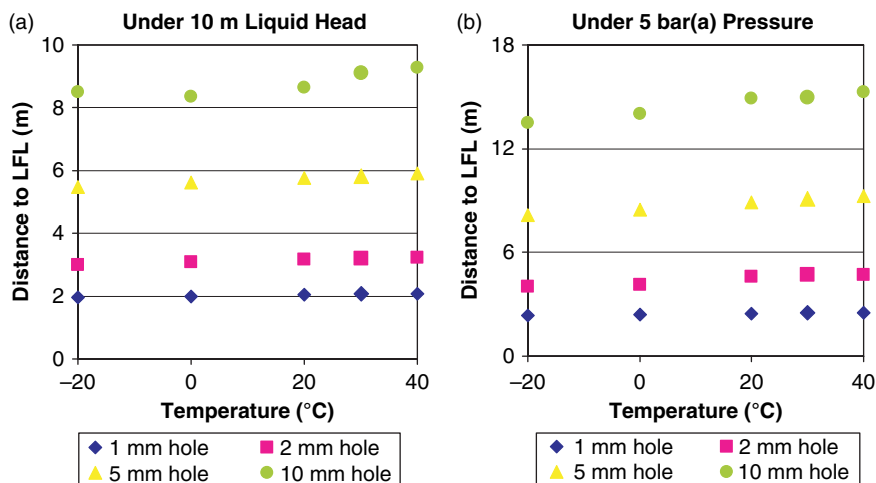 (a)
Under 10 m Liquid Head
Distance to LFL (m)
10
8
6
4
2
0
–20
0
20
40
Temperature (°C)
1 mm hole
2 mm hole
5 mm hole
10 mm hole
(b)
Under 5 bar(a) Pressure
Distance to LFL (m)
18
12
6
0
–20
0
20
40
Temperature (°C)
1 mm hole
2 mm hole
5 mm hole
10 mm hole